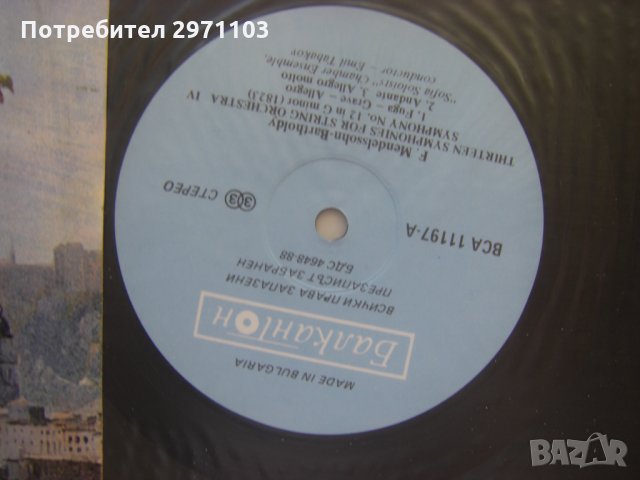 Потребител 2971103
MADE IN BULGARIA
Балкантон
ВСИЧКИ ПРАВА ЗАПАЗЕНИ
ПРЕЗАПИСЪТ ЗАБРАНЕН
БДС 4648-88
ВСА 11197-А
33 СТЕРЕО
F. Mendelssohn-Bartholdy
THIRTEEN SYMPHONIES FOR STRING ORCHESTRA IV
SYMPHONY No. 12 in G minor (1823)
1. Fuga – Grave – Allegro
2. Andante 3. Allegro molto
"Sofia Soloists" Chamber Ensemble,
conductor – Emil Tabakov
BAZAR